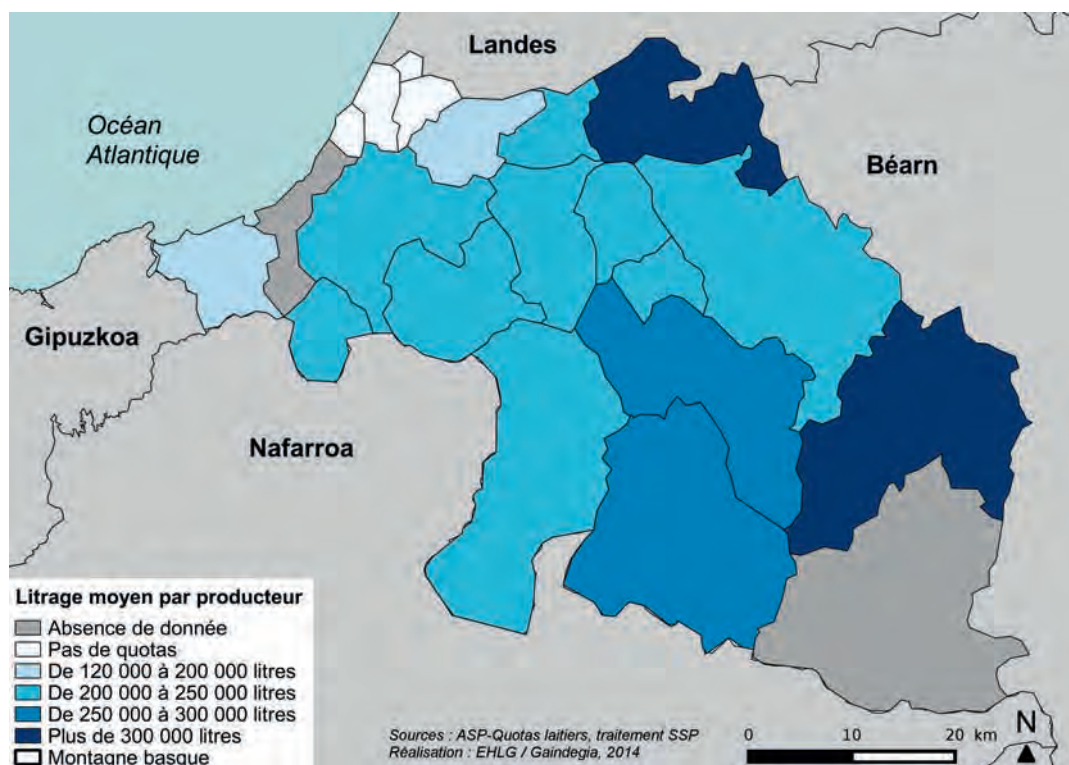 Landes
Océan
Atlantique
Béarn
Gipuzkoa
Nafarroa
Litrage moyen par producteur
Absence de donnée
Pas de quotas
De 120 000 à 200 000 litres
De 200 000 à 250 000 litres
De 250 000 à 300 000 litres
Plus de 300 000 litres
Montagne basque
Sources : ASP-Quotas laitiers, traitement SSP
Réalisation : EHLG / Gaindegia, 2014
0 10 20 km
N